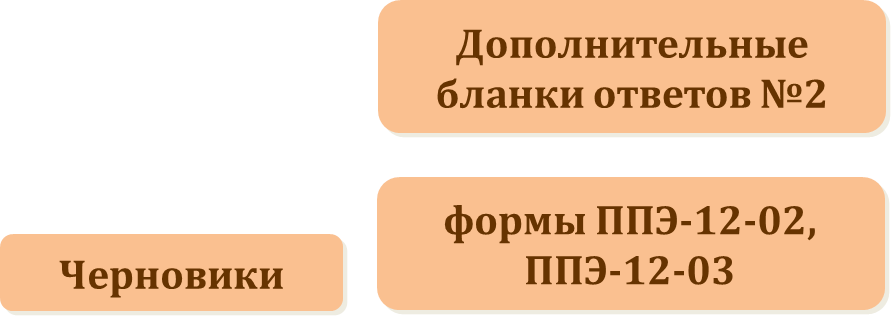 Дополнительные
бланки ответов №2
формы ППЭ-12-02,
ППЭ-12-03
Черновики